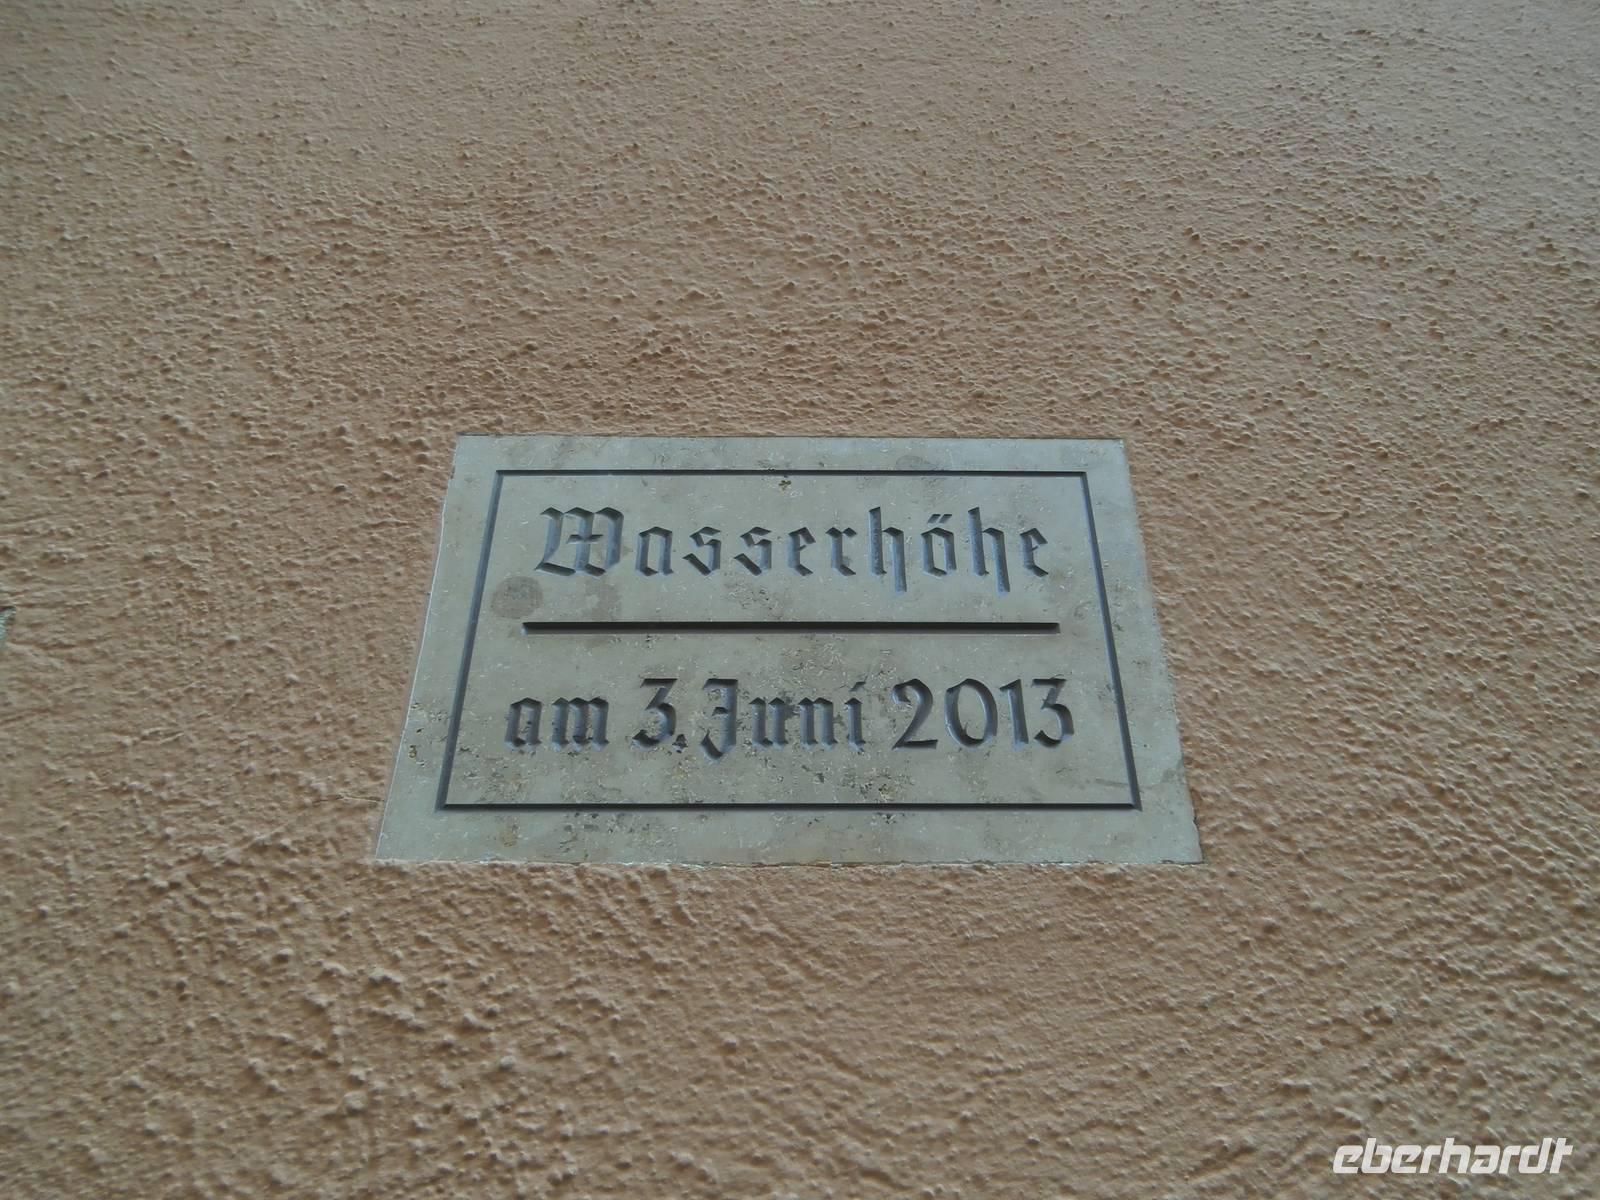 Wasserhöhe
am 3. Juni 2013
eberhardt